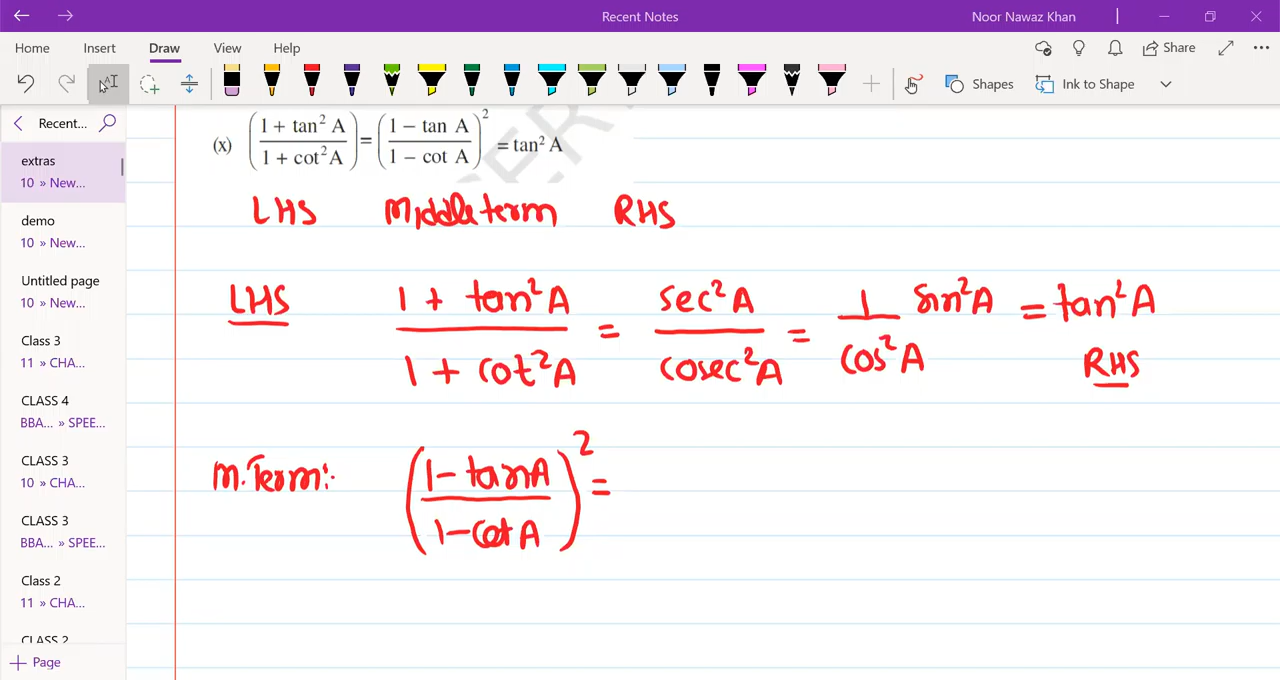 Recent Notes
Noor Nawaz Khan
Home Insert Draw View Help Share
Shapes Ink to Shape
Recent...
extras
10 » New...
demo
10 » New...
Untitled page
10 » New...
Class 3
11 » CHA...
CLASS 4
BBA... » SPEE...
CLASS 3
10 » CHA...
CLASS 3
BBA... » SPEE...
Class 2
11 » CHA...
CLASS 2
+ Page
(x) ((1 + tan² A)/(1 + cot² A)) = ((1 − tan A)/(1 − cot A))² = tan² A
LHS Middle term RHS
LHS (1 + tan²A)/(1 + cot²A) = sec²A/cosec²A = 1/cos²A sin²A = tan²A
RHS
M.Term: ((1 − tanA)/(1 − cot A))² =